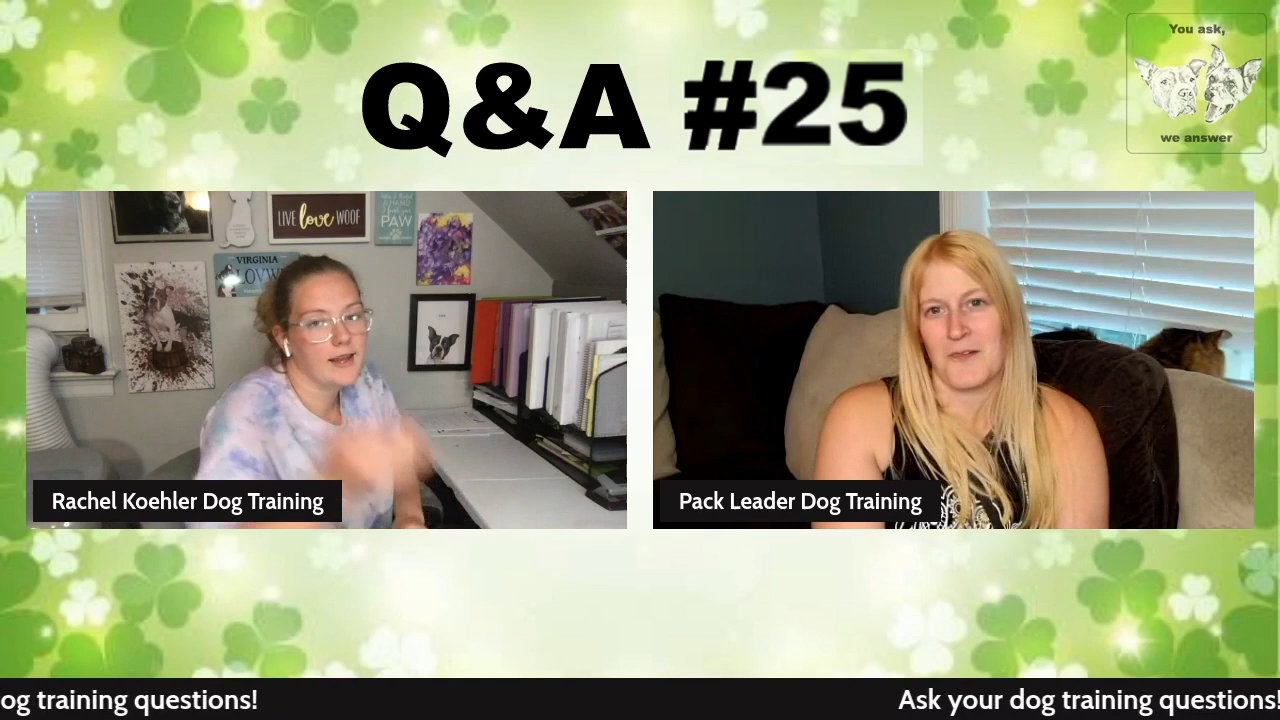 Q&A #25
You ask,
we answer
LIVE love WOOF
PAW
VIRGINIA
Rachel Koehler Dog Training
Pack Leader Dog Training
og training questions!
Ask your dog training questions!